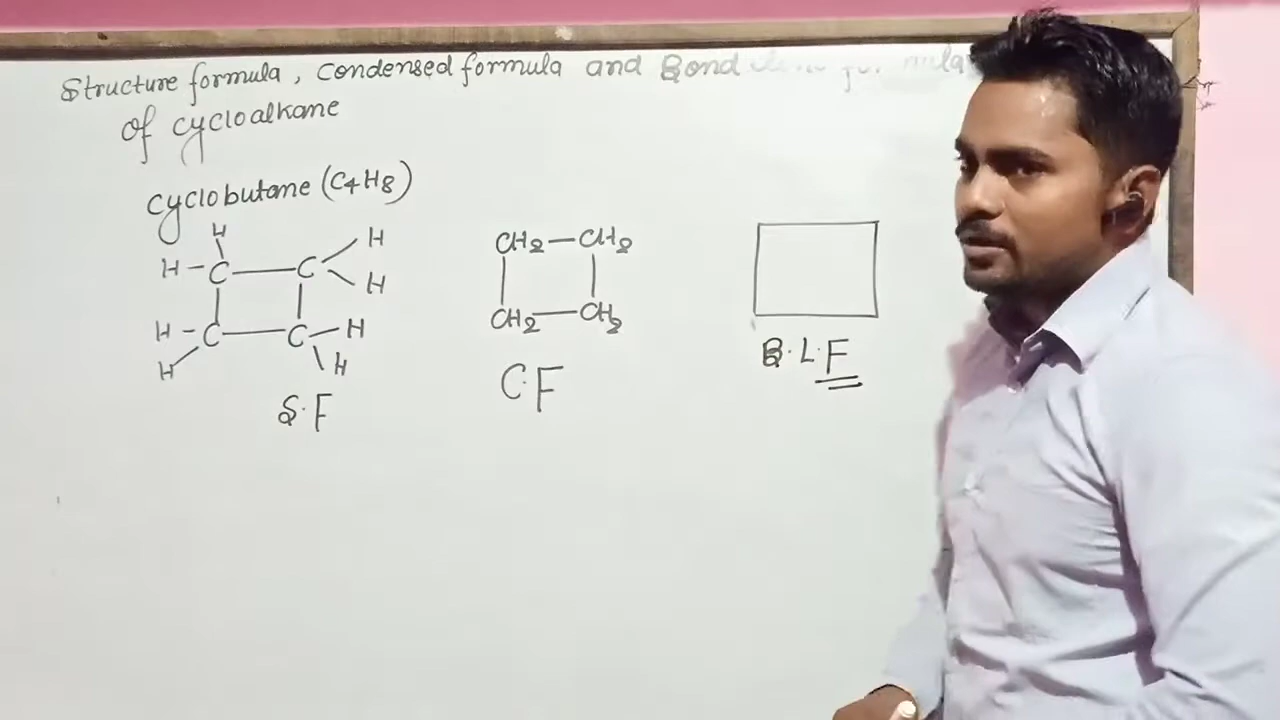 Structure formula, Condensed formula and Bond
of cycloalkane
Cyclobutane (C4H8)
H
H-C—C H
H
H-C—C-H
H H
S.F
CH2—CH2
CH2—CH2
C.F
B.L.F